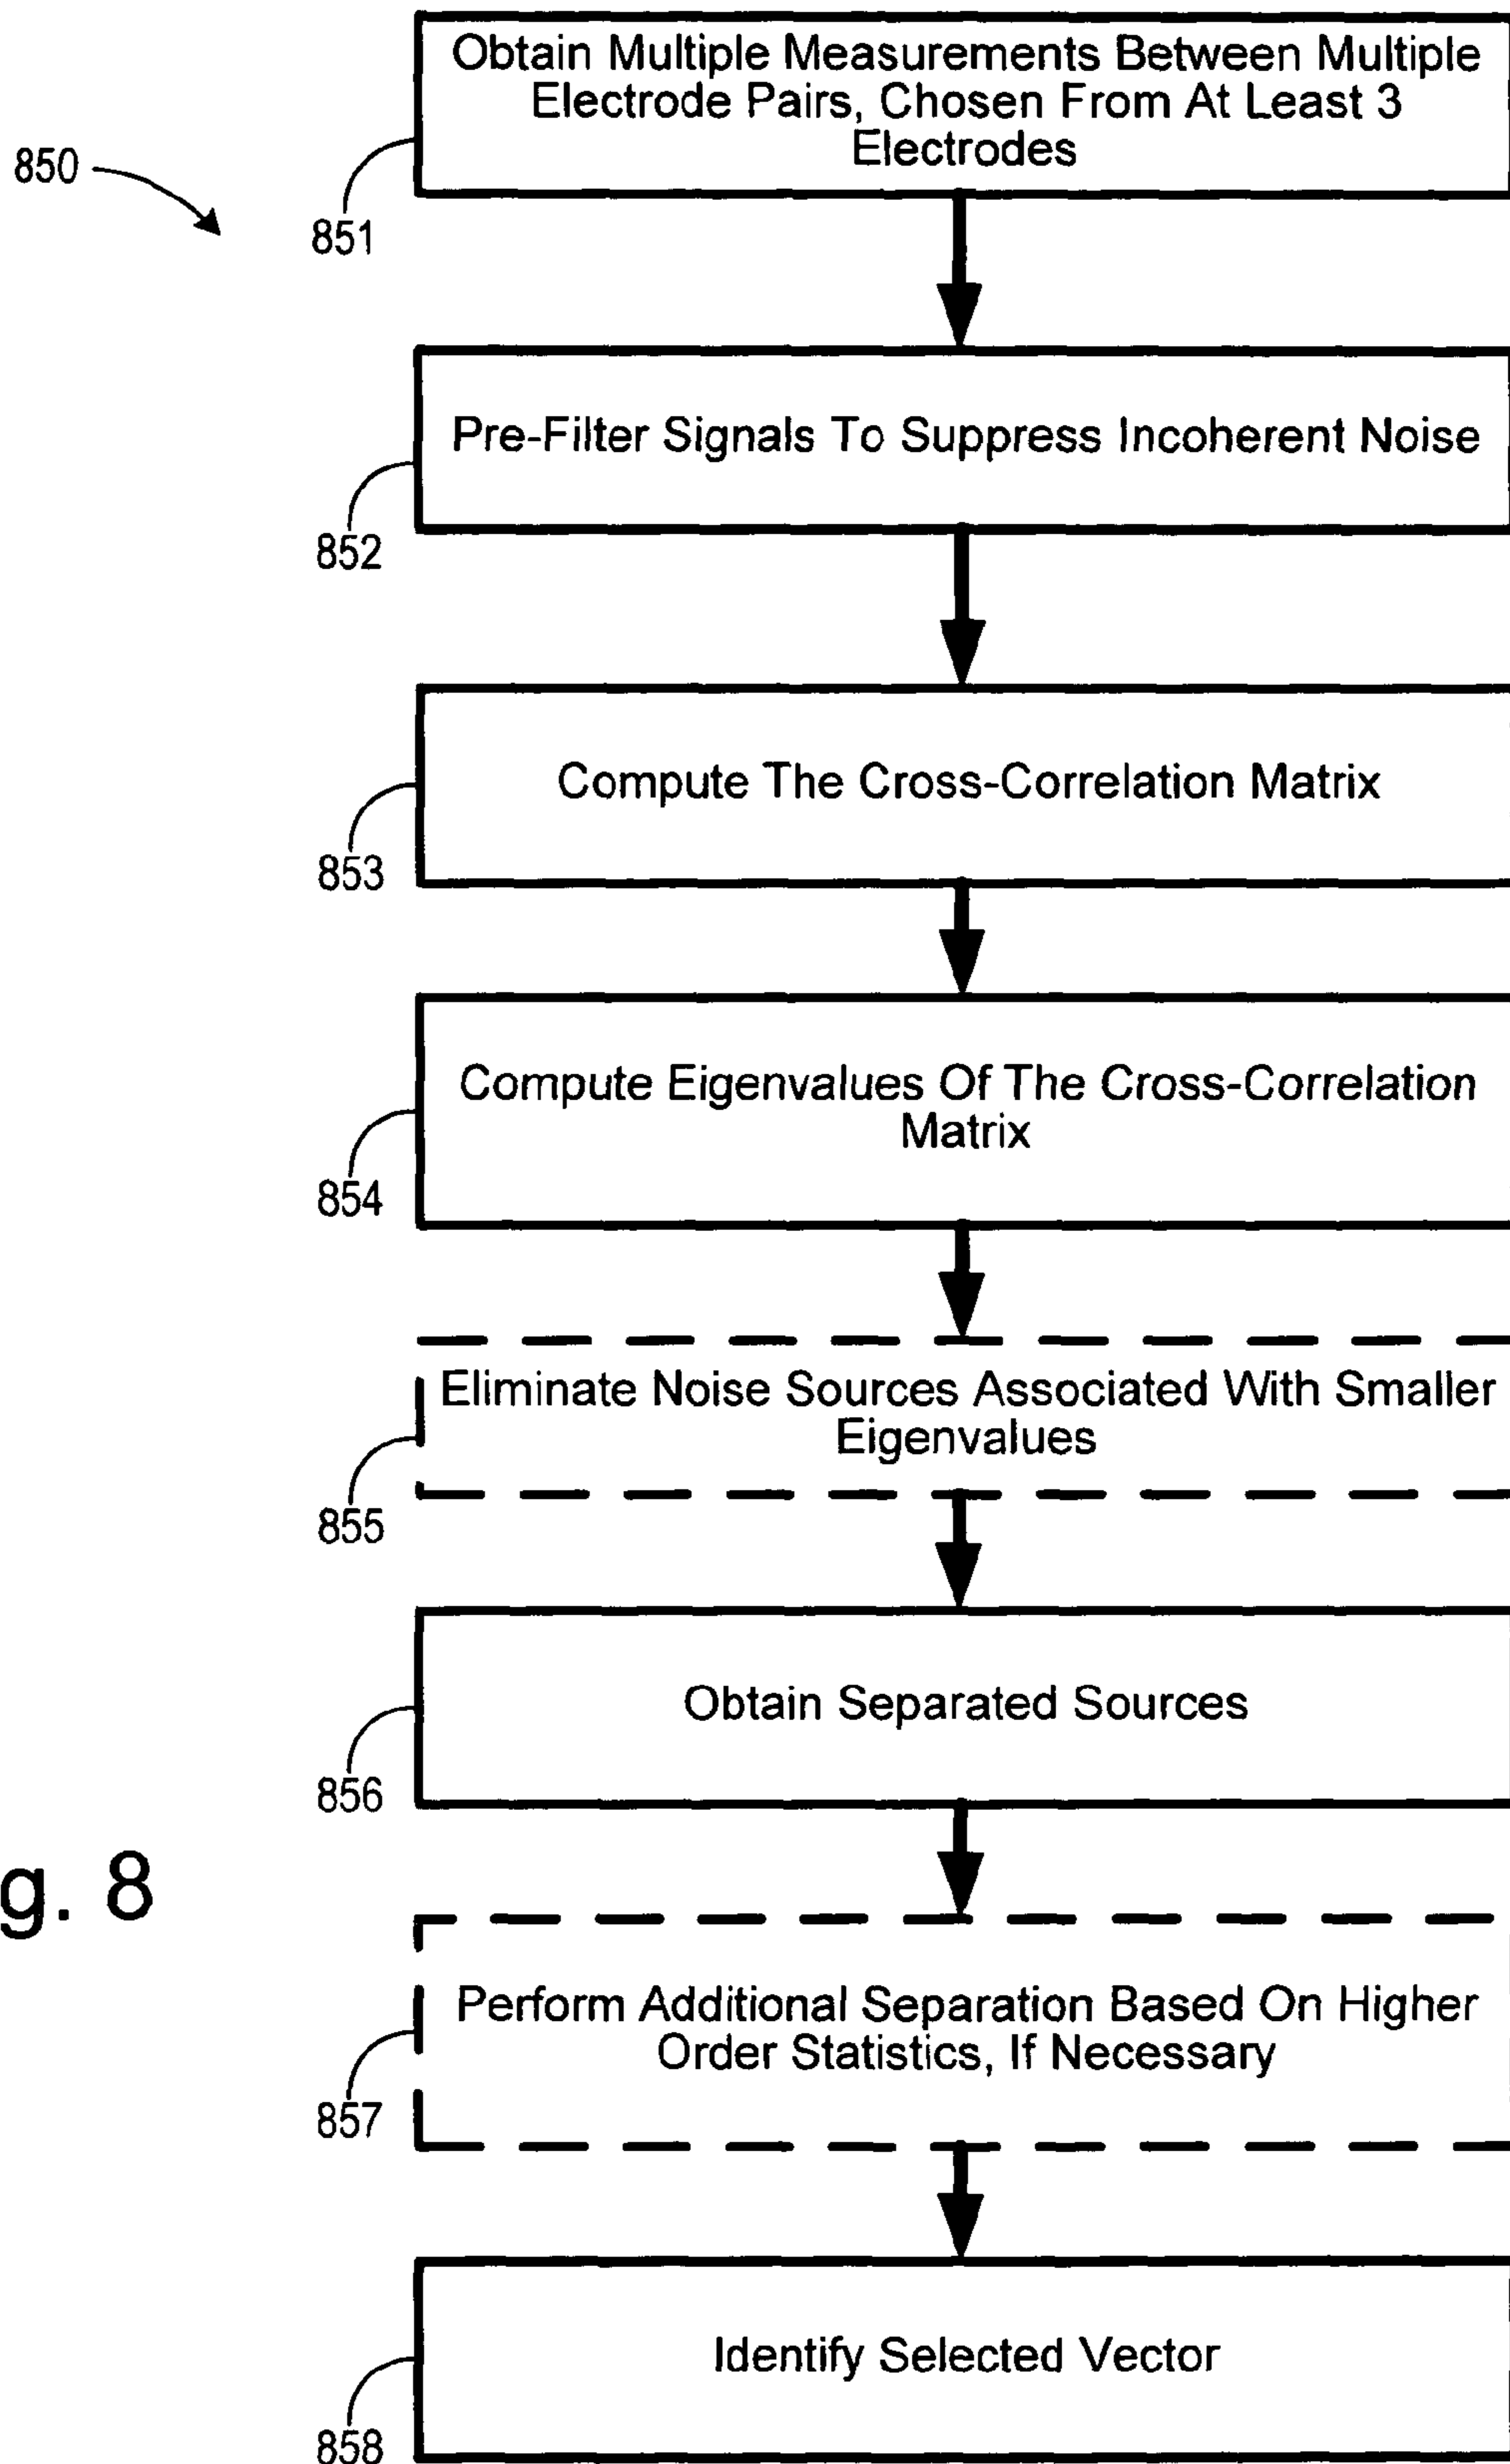 Obtain Multiple Measurements Between Multiple
Electrode Pairs, Chosen From At Least 3
Electrodes
850
851
Pre-Filter Signals To Suppress Incoherent Noise
852
Compute The Cross-Correlation Matrix
853
Compute Eigenvalues Of The Cross-Correlation
Matrix
854
Eliminate Noise Sources Associated With Smaller
Eigenvalues
855
Obtain Separated Sources
856
g. 8
Perform Additional Separation Based On Higher
Order Statistics, If Necessary
857
Identify Selected Vector
858